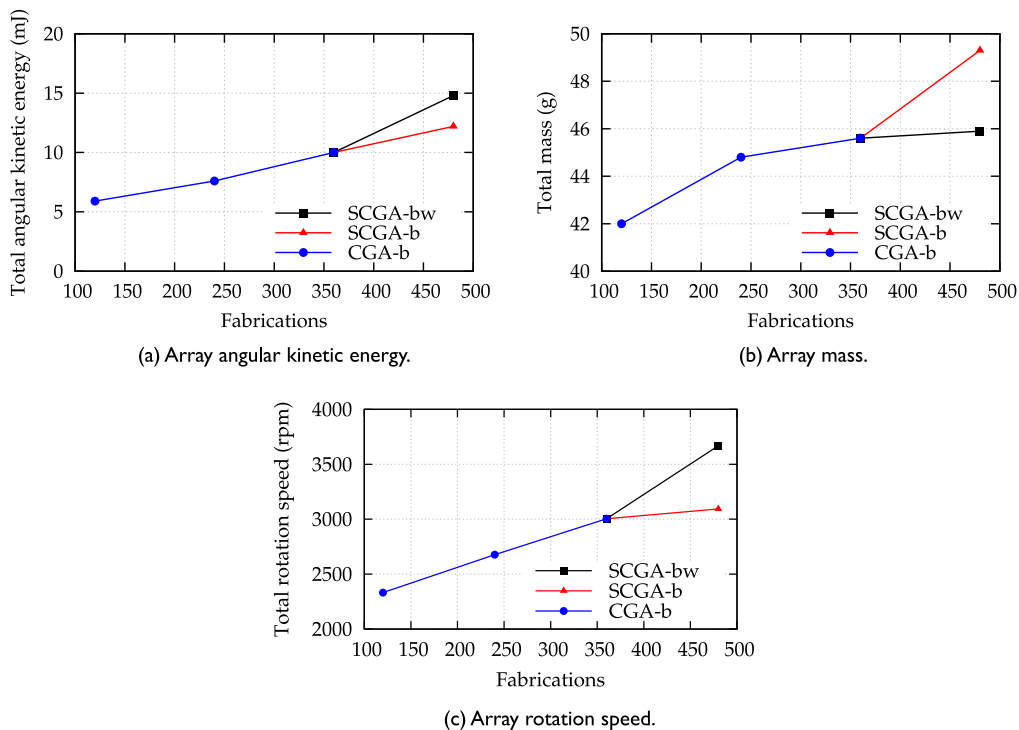 Total angular kinetic energy (mJ)
20
15
10
5
0
SCGA-bw
SCGA-b
CGA-b
100 150 200 250 300 350 400 450 500
Fabrications
(a) Array angular kinetic energy.
Total mass (g)
50
48
46
44
42
40
SCGA-bw
SCGA-b
CGA-b
100 150 200 250 300 350 400 450 500
Fabrications
(b) Array mass.
Total rotation speed (rpm)
4000
3500
3000
2500
2000
SCGA-bw
SCGA-b
CGA-b
100 150 200 250 300 350 400 450 500
Fabrications
(c) Array rotation speed.